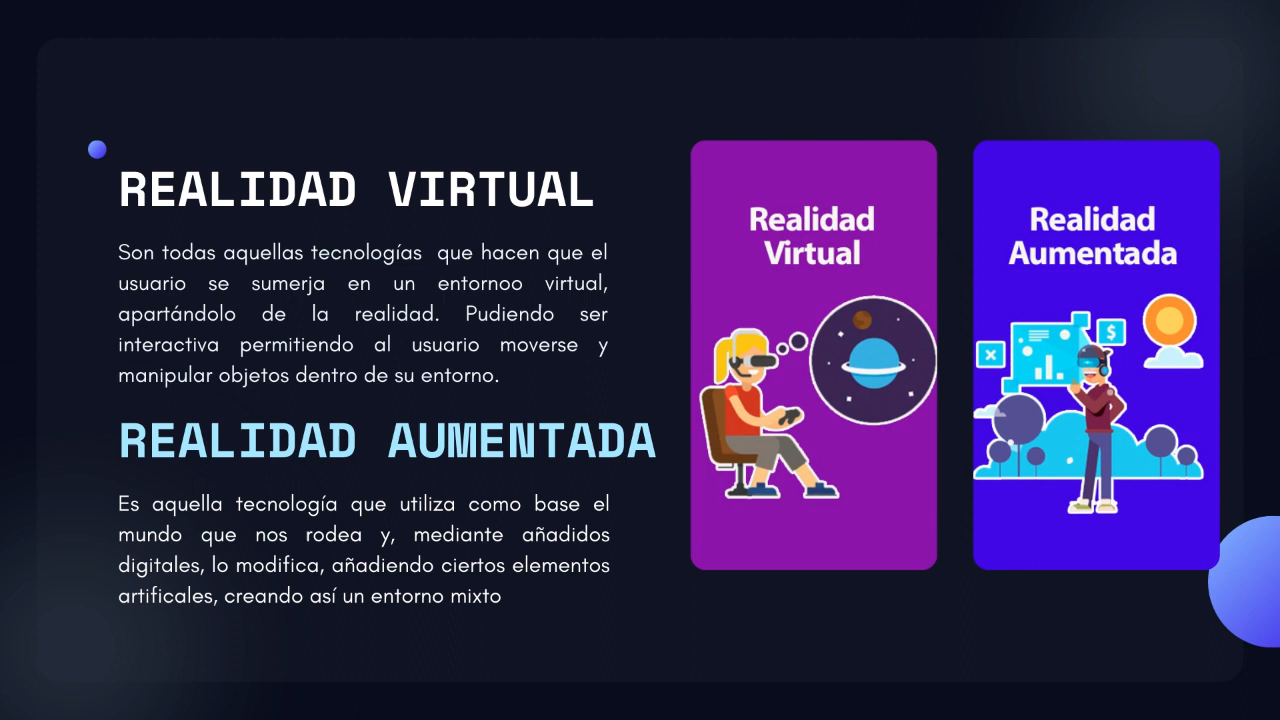 REALIDAD VIRTUAL
Son todas aquellas tecnologías que hacen que el
usuario se sumerja en un entornoo virtual,
apartándolo de la realidad. Pudiendo ser
interactiva permitiendo al usuario moverse y
manipular objetos dentro de su entorno.
REALIDAD AUMENTADA
Es aquella tecnología que utiliza como base el
mundo que nos rodea y, mediante añadidos
digitales, lo modifica, añadiendo ciertos elementos
artificales, creando así un entorno mixto
Realidad
Virtual
Realidad
Aumentada
$